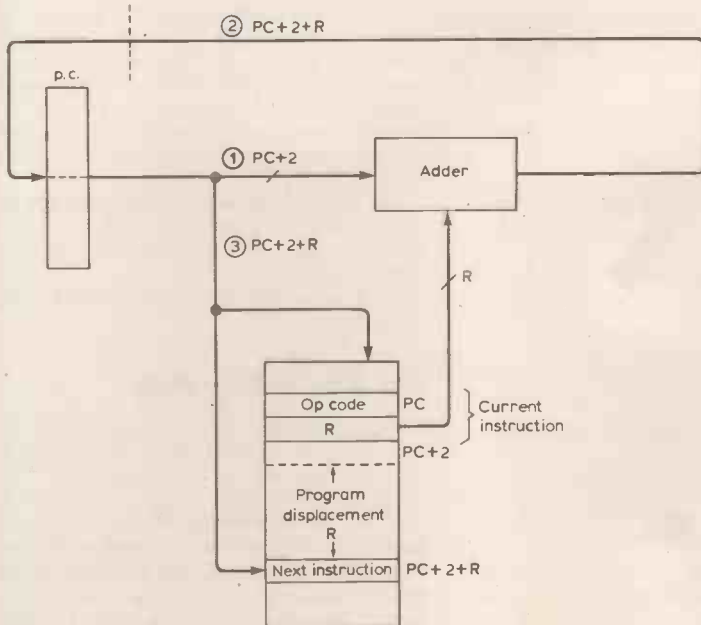 ② PC+2+R
p.c.
① PC+2
Adder
③ PC+2+R
R
Op code
PC
R
Current
instruction
PC+2
Program
displacement
R
Next instruction
PC+2+R